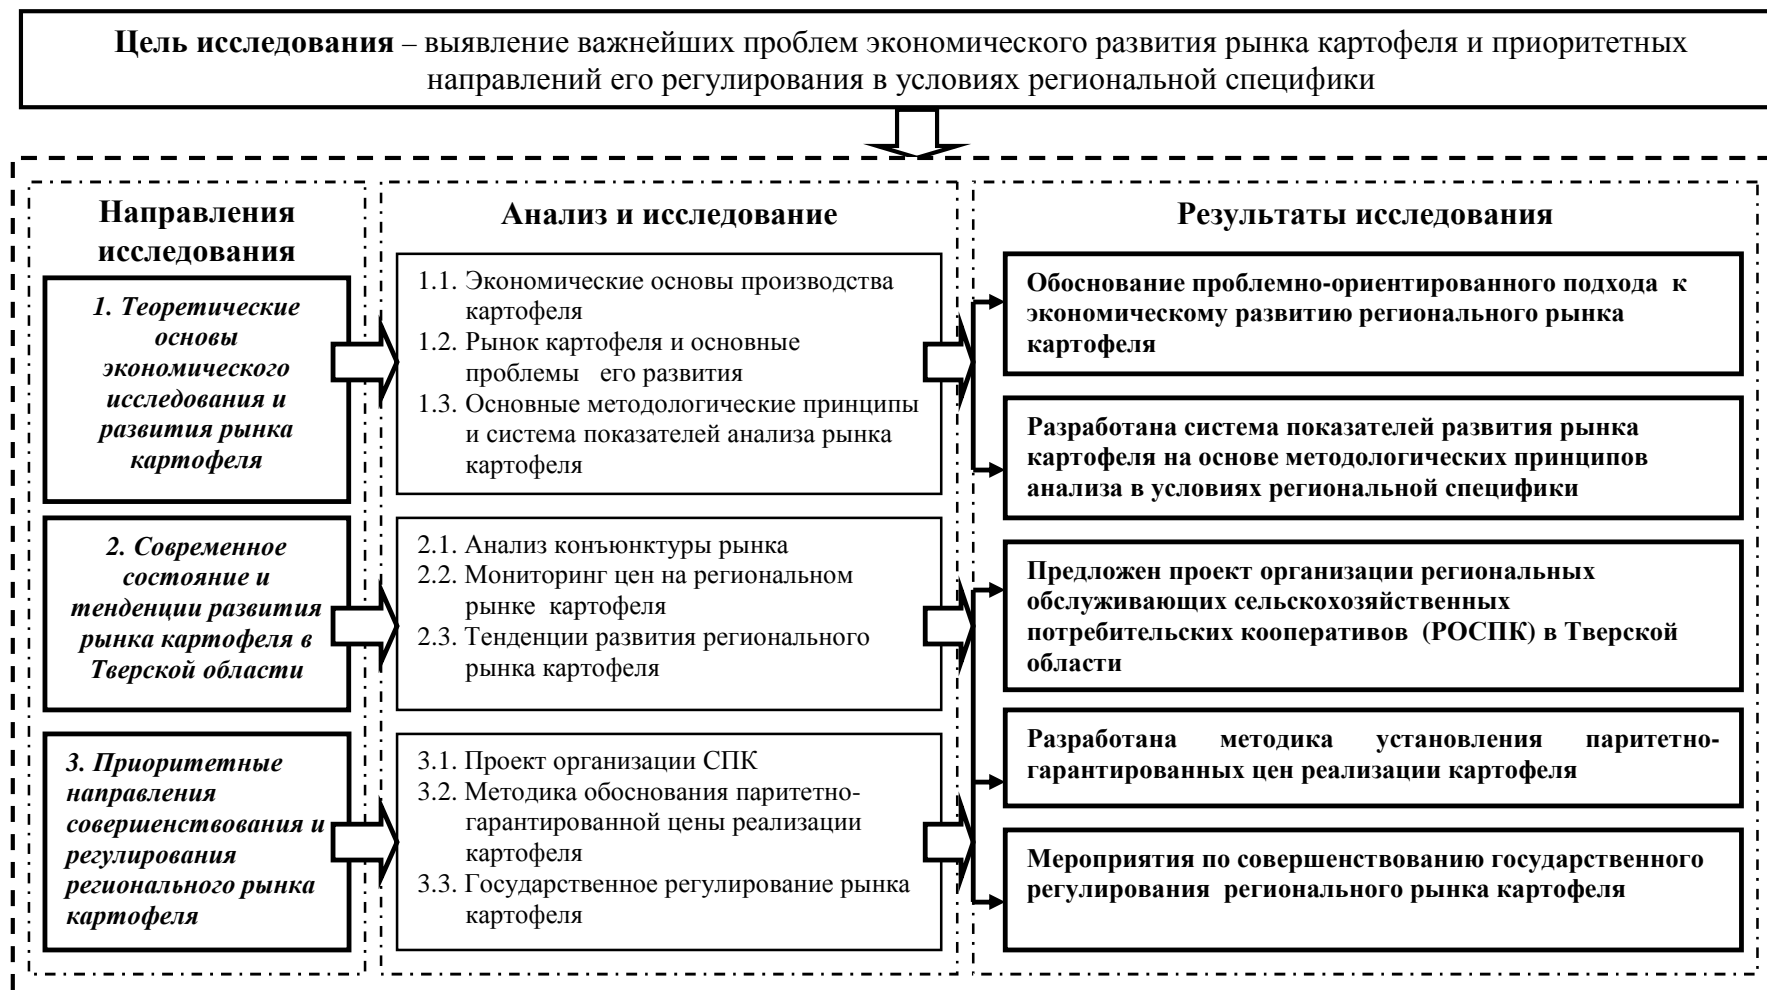 Цель исследования – выявление важнейших проблем экономического развития рынка картофеля и приоритетных
направлений его регулирования в условиях региональной специфики
Направления
исследования
1. Теоретические
основы
экономического
исследования и
развития рынка
картофеля
2. Современное
состояние и
тенденции развития
рынка картофеля в
Тверской области
3. Приоритетные
направления
совершенствования и
регулирования
регионального рынка
картофеля
Анализ и исследование
1.1. Экономические основы производства
картофеля
1.2. Рынок картофеля и основные
проблемы его развития
1.3. Основные методологические принципы
и система показателей анализа рынка
картофеля
2.1. Анализ конъюнктуры рынка
2.2. Мониторинг цен на региональном
рынке картофеля
2.3. Тенденции развития регионального
рынка картофеля
3.1. Проект организации СПК
3.2. Методика обоснования паритетно-
гарантированной цены реализации
картофеля
3.3. Государственное регулирование рынка
картофеля
Результаты исследования
Обоснование проблемно-ориентированного подхода к
экономическому развитию регионального рынка
картофеля
Разработана система показателей развития рынка
картофеля на основе методологических принципов
анализа в условиях региональной специфики
Предложен проект организации региональных
обслуживающих сельскохозяйственных
потребительских кооперативов (РОСПК) в Тверской
области
Разработана методика установления паритетно-
гарантированных цен реализации картофеля
Мероприятия по совершенствованию государственного
регулирования регионального рынка картофеля